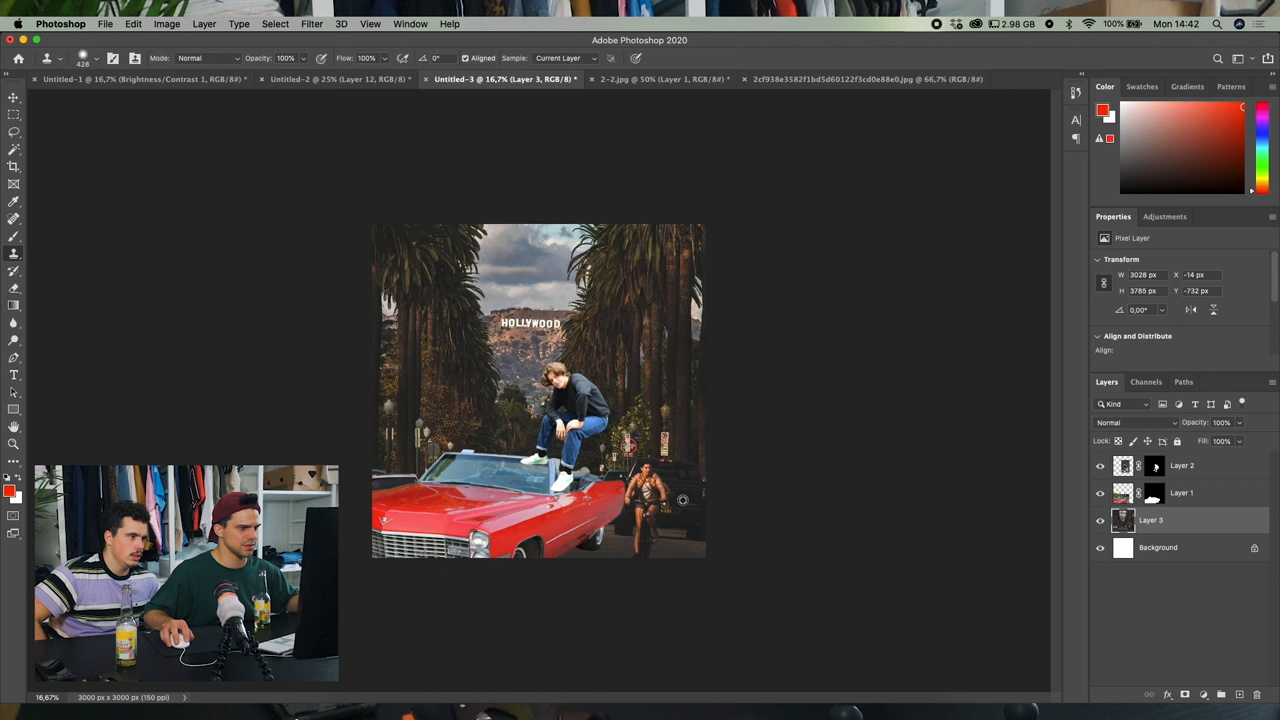 Photoshop File Edit Image Layer Type Select Filter 3D View Window Help 2.98 GB 100% Mon 14:42
Adobe Photoshop 2020
428 Mode: Normal Opacity: 100% Flow: 100% 0° Aligned Sample: Current Layer
Untitled-1 @ 16,7% (Brightness/Contrast 1, RGB/8#) * Untitled-2 @ 25% (Layer 12, RGB/8#) * Untitled-3 @ 16,7% (Layer 3, RGB/8) * 2-2.jpg @ 50% (Layer 1, RGB/8#) * 2cf938e3582f1bd5d60122f3cd0e88e0.jpg @ 66,7% (RGB/8#)
Color Swatches Gradients Patterns
Properties Adjustments
Pixel Layer
Transform
W 3028 px X -14 px
H 3785 px Y -732 px
0,00°
Align and Distribute
Align:
Layers Channels Paths
Kind
Normal Opacity: 100%
Lock: Fill: 100%
Layer 2
Layer 1
Layer 3
Background
HOLLYWOOD
16,67% 3000 px x 3000 px (150 ppi)